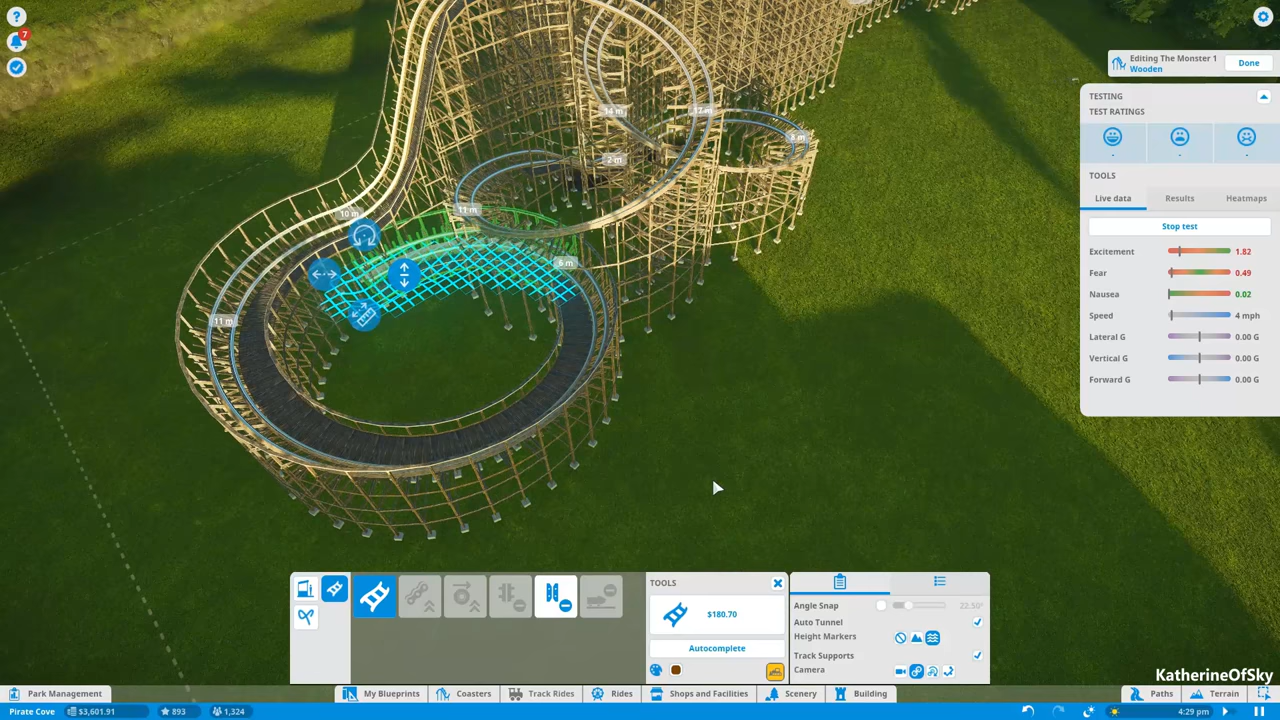 ?
7
Editing The Monster 1
Wooden
Done
TESTING
TEST RATINGS
-
-
-
TOOLS
Live data
Results
Heatmaps
Stop test
Excitement
1.82
Fear
0.49
Nausea
0.02
Speed
4 mph
Lateral G
0.00 G
Vertical G
0.00 G
Forward G
0.00 G
14 m
17 m
8 m
2 m
11 m
10 m
6 m
11 m
TOOLS
$180.70
Autocomplete
Angle Snap
22.50°
Auto Tunnel
Height Markers
Track Supports
Camera
KatherineOfSky
Park Management
My Blueprints
Coasters
Track Rides
Rides
Shops and Facilities
Scenery
Building
Paths
Terrain
Pirate Cove
$3,601.91
893
1,324
4:29 pm